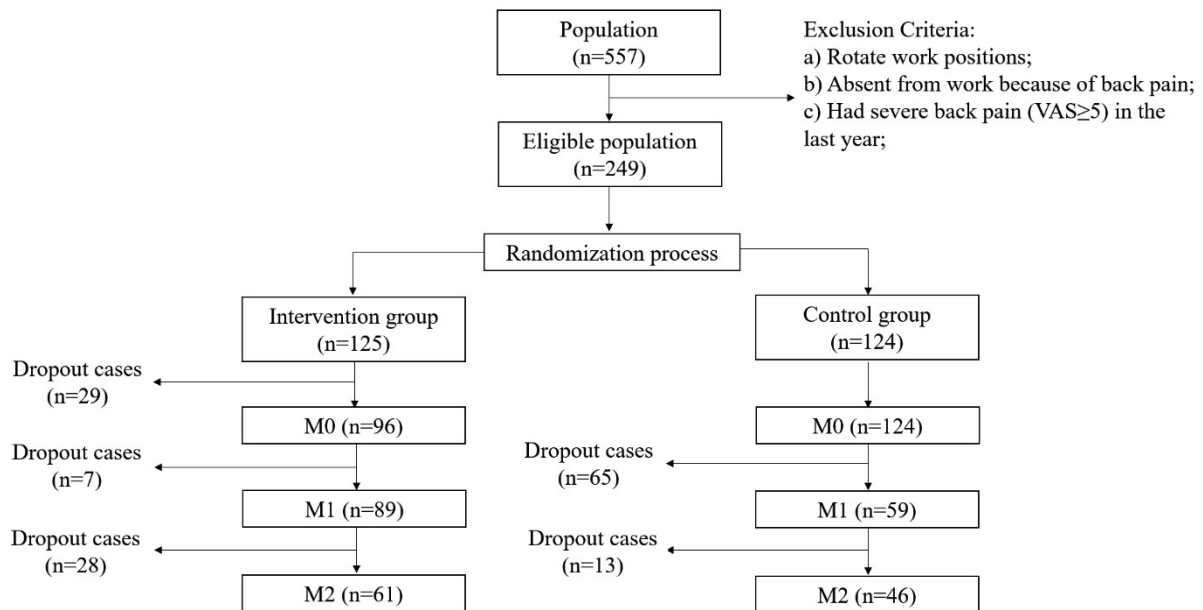 Population
(n=557)
Exclusion Criteria:
a) Rotate work positions;
b) Absent from work because of back pain;
c) Had severe back pain (VAS≥5) in the
last year;
Eligible population
(n=249)
Randomization process
Intervention group
(n=125)
Control group
(n=124)
Dropout cases
(n=29)
M0 (n=96)
M0 (n=124)
Dropout cases
(n=7)
Dropout cases
(n=65)
M1 (n=89)
M1 (n=59)
Dropout cases
(n=28)
Dropout cases
(n=13)
M2 (n=61)
M2 (n=46)